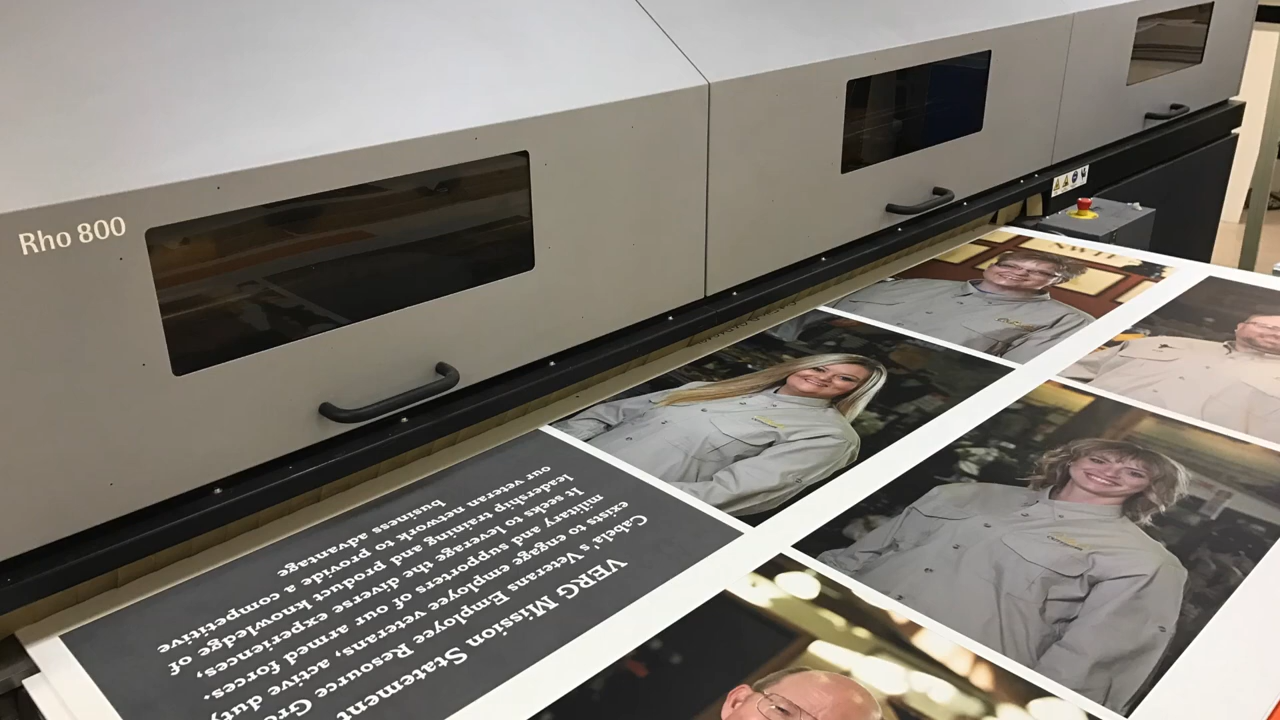 Rho 800
VERG Mission Statement
Cabela's Veterans Employee Resource
exists to engage employee veterans, active duty
military and supporters of our armed forces.
It seeks to leverage the diverse experiences,
leadership training and product knowledge of
our veteran network to provide a competitive
business advantage